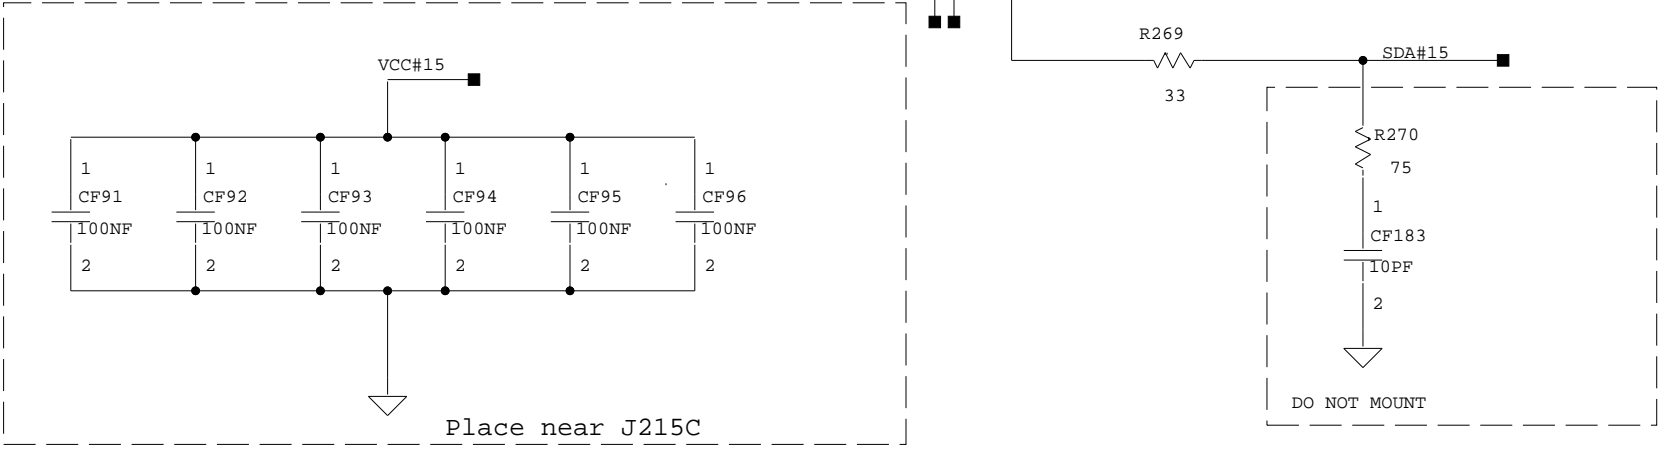 VCC#15
1 1 1 1 1 1
CF91 CF92 CF93 CF94 CF95 CF96
100NF 100NF 100NF 100NF 100NF 100NF
2 2 2 2 2 2
Place near J215C
R269
33
SDA#15
R270
75
1
CF183
10PF
2
DO NOT MOUNT